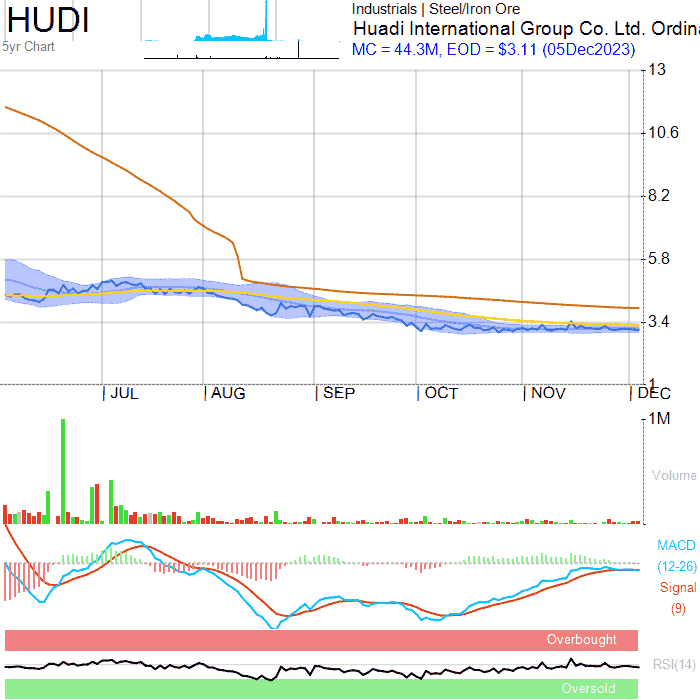 HUDI
5yr Chart
Industrials | Steel/Iron Ore
Huadi International Group Co. Ltd. Ordina
MC = 44.3M, EOD = $3.11 (05Dec2023)
13
10.6
8.2
5.8
3.4
1
JUL
AUG
SEP
OCT
NOV
DEC
1M
Volume
MACD
(12-26)
Signal
(9)
Overbought
RSI(14)
Oversold